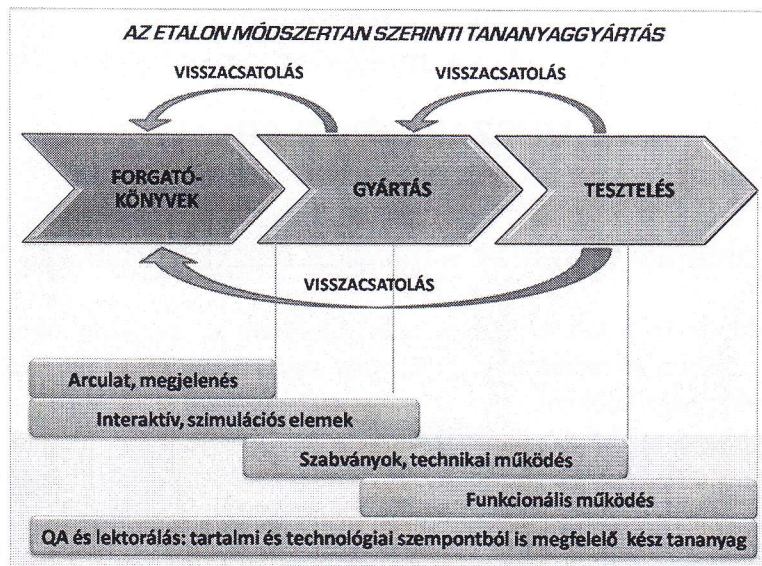 AZ ETALON MÓDSZERTAN SZERINTI TANANYAGGYÁRTÁS
VISSZACSATOLÁS
VISSZACSATOLÁS
FORGATÓ-
KÖNYVEK
GYÁRTÁS
TESZTELÉS
VISSZACSATOLÁS
Arculat, megjelenés
Interaktív, szimulációs elemek
Szabványok, technikai működés
Funkcionális működés
QA és lektorálás: tartalmi és technológiai szempontból is megfelelő kész tananyag